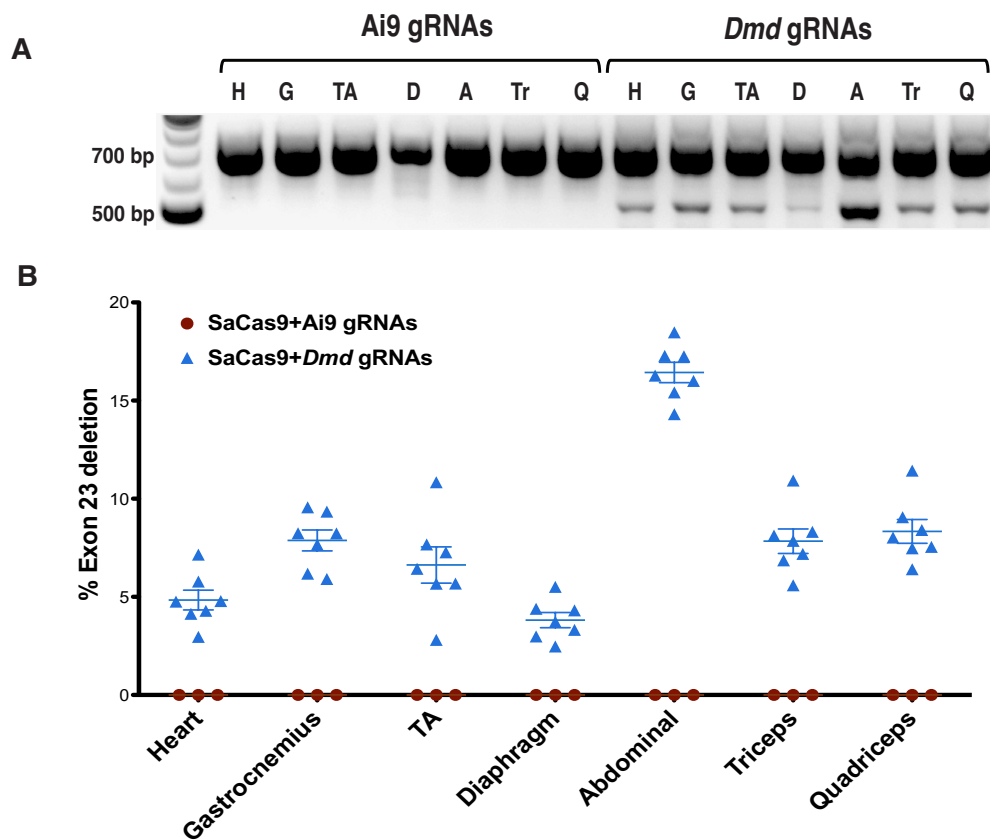 A
Ai9 gRNAs
Dmd gRNAs
H G TA D A Tr Q H G TA D A Tr Q
700 bp
500 bp
B
20
15
10
5
0
% Exon 23 deletion
SaCas9+Ai9 gRNAs
SaCas9+Dmd gRNAs
Heart
Gastrocnemius
TA
Diaphragm
Abdominal
Triceps
Quadriceps